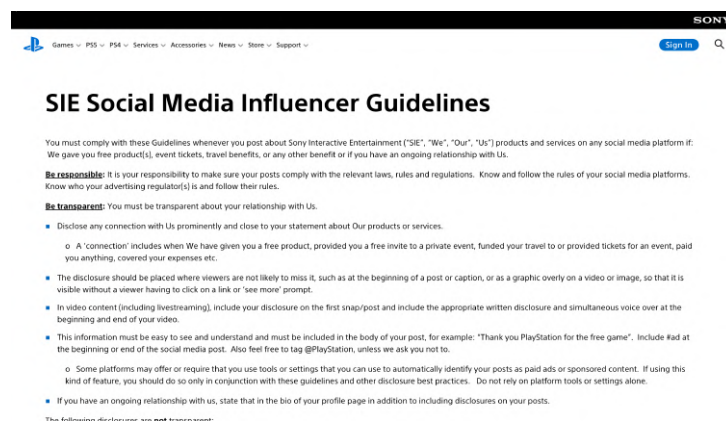 SONY
Games PS5 PS4 Services Accessories News Store Support
Sign In
SIE Social Media Influencer Guidelines
You must comply with these Guidelines whenever you post about Sony Interactive Entertainment ("SIE", "We", "Our", "Us") products and services on any social media platform if:
We gave you free product(s), event tickets, travel benefits, or any other benefit or if you have an ongoing relationship with Us.
Be responsible: It is your responsibility to make sure your posts comply with the relevant laws, rules and regulations. Know and follow the rules of your social media platforms.
Know who your advertising regulator(s) is and follow their rules.
Be transparent: You must be transparent about your relationship with Us.
Disclose any connection with Us prominently and close to your statement about Our products or services.
o A 'connection' includes when We have given you a free product, provided you a free invite to a private event, funded your travel to or provided tickets for an event, paid
you anything, covered your expenses etc.
The disclosure should be placed where viewers are not likely to miss it, such as at the beginning of a post or caption, or as a graphic overly on a video or image, so that it is
visible without a viewer having to click on a link or 'see more' prompt.
In video content (including livestreaming), include your disclosure on the first snap/post and include the appropriate written disclosure and simultaneous voice over at the
beginning and end of your video.
This information must be easy to see and understand and must be included in the body of your post, for example: "Thank you PlayStation for the free game". Include #ad at
the beginning or end of the social media post. Also feel free to tag @PlayStation, unless we ask you not to.
o Some platforms may offer or require that you use tools or settings that you can use to automatically identify your posts as paid ads or sponsored content. If using this
kind of feature, you should do so only in conjunction with these guidelines and other disclosure best practices. Do not rely on platform tools or settings alone.
If you have an ongoing relationship with us, state that in the bio of your profile page in addition to including disclosures on your posts.
The following disclosures are not transparent: